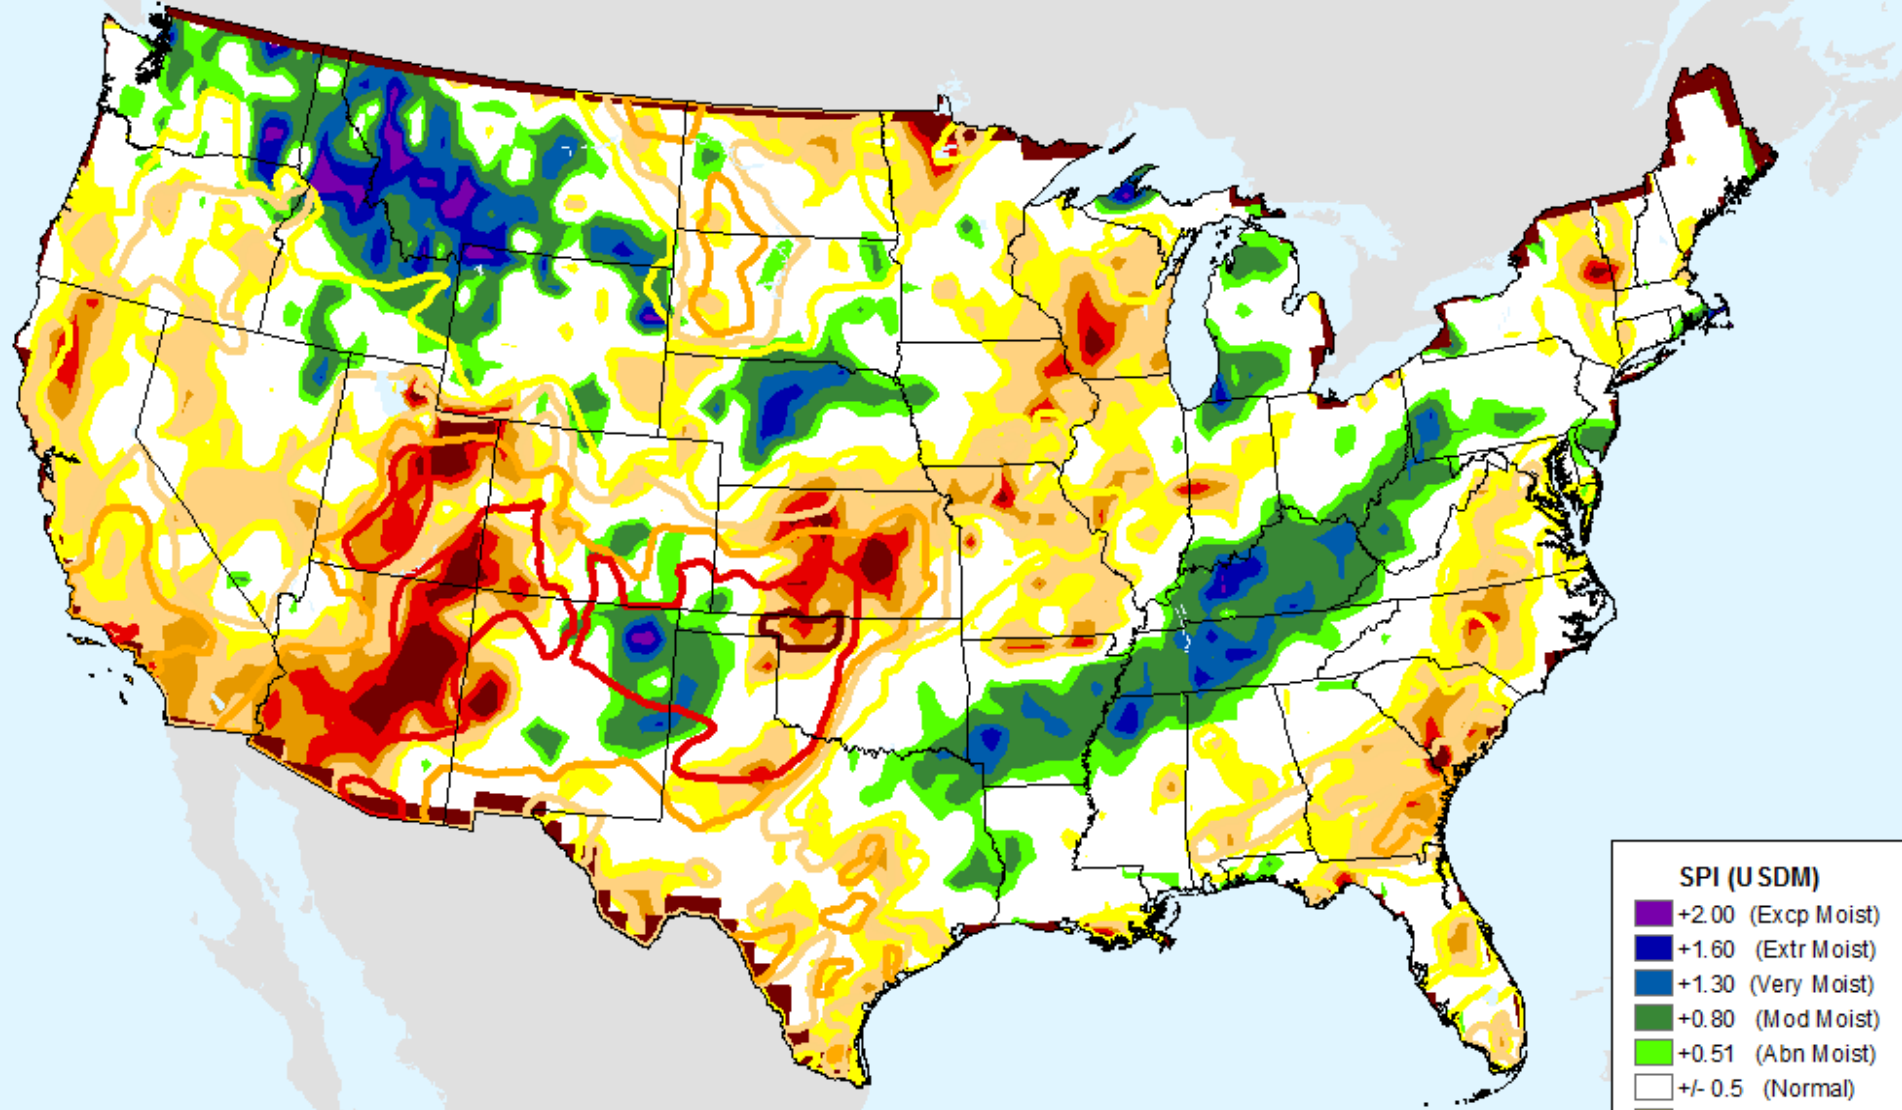 SPI (USDM)
+2.00 (Excp Moist)
+1.60 (Extr Moist)
+1.30 (Very Moist)
+0.80 (Mod Moist)
+0.51 (Abn Moist)
+/- 0.5 (Normal)